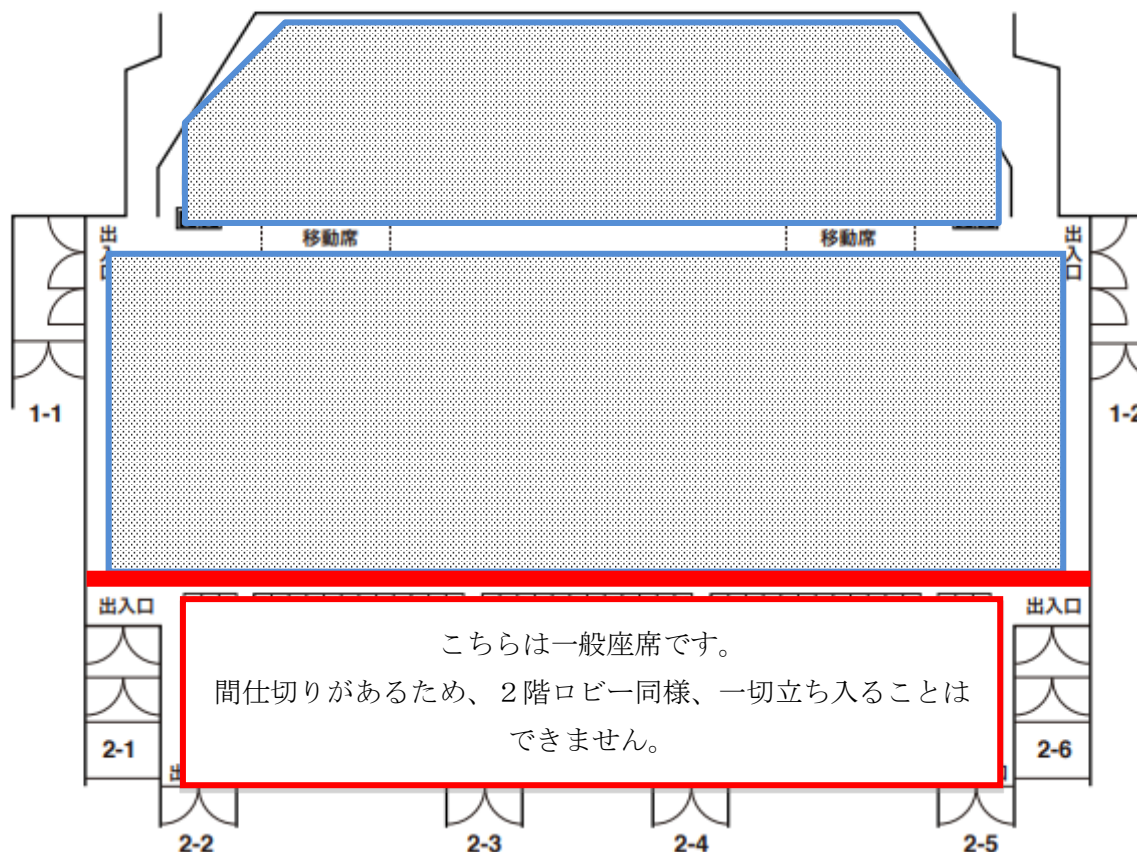 移動席
移動席
出入口
出入口
1-1
1-2
出入口
出入口
こちらは一般座席です。
間仕切りがあるため、２階ロビー同様、一切立ち入ることは
できません。
2-1
2-6
出
口
2-2
2-3
2-4
2-5